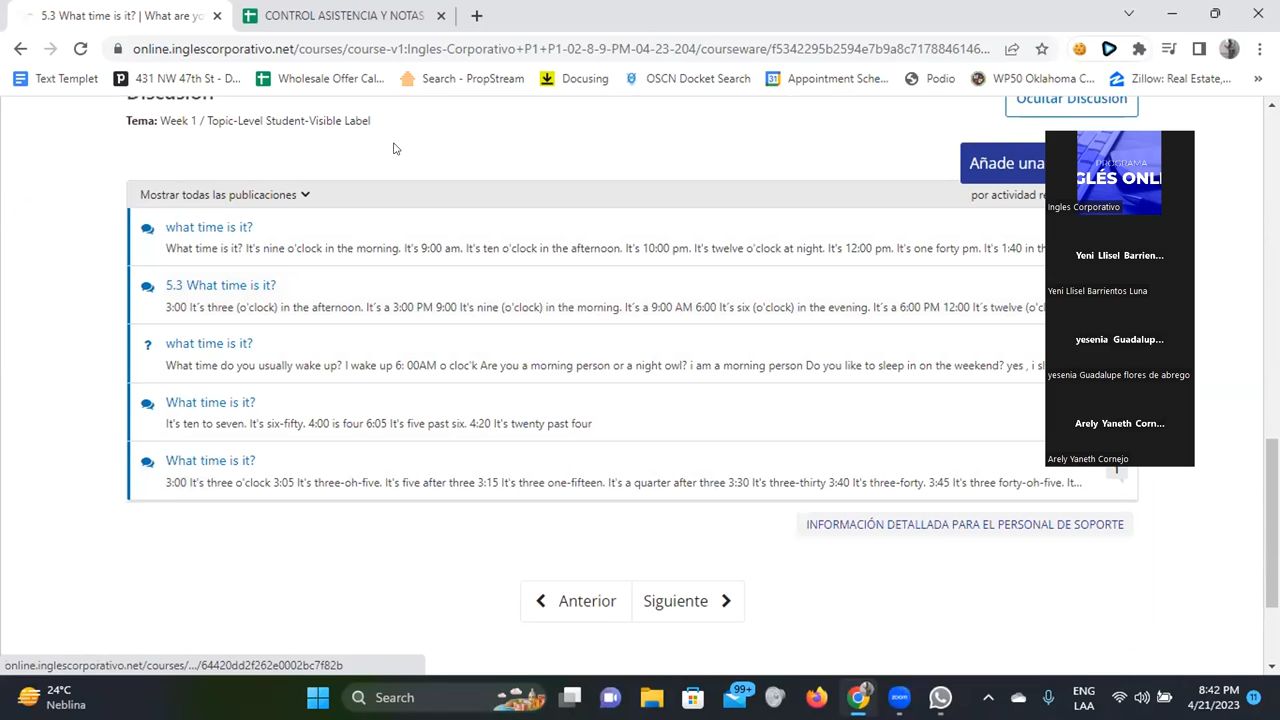 5.3 What time is it? | What are yo
CONTROL ASISTENCIA Y NOTAS
online.inglescorporativo.net/courses/course-v1:Ingles-Corporativo+P1+P1-02-8-9-PM-04-23-204/courseware/f5342295b2594e7b9a8c7178846146...
Text Templet
431 NW 47th St - D...
Wholesale Offer Cal...
Search - PropStream
Docusing
OSCN Docket Search
Appointment Sche...
Podio
WP50 Oklahoma C...
Zillow: Real Estate,...
»
Discusión
Ocultar Discusión
Tema: Week 1 / Topic-Level Student-Visible Label
Añade una
PROGRAMA
GLÉS ONLI
Ingles Corporativo
Mostrar todas las publicaciones
por actividad re
what time is it?
What time is it? It's nine o'clock in the morning. It's 9:00 am. It's ten o'clock in the afternoon. It's 10:00 pm. It's twelve o'clock at night. It's 12:00 pm. It's one forty pm. It's 1:40 in th
Yeni Llisel Barrien...
Yeni Llisel Barrientos Luna
5.3 What time is it?
3:00 It´s three (o'clock) in the afternoon. It´s a 3:00 PM 9:00 It's nine (o'clock) in the morning. It´s a 9:00 AM 6:00 It´s six (o'clock) in the evening. It´s a 6:00 PM 12:00 It´s twelve (o'c
yesenia Guadalup...
yesenia Guadalupe flores de abrego
what time is it?
What time do you usually wake up? I wake up 6: 00AM o cloc'k Are you a morning person or a night owl? i am a morning person Do you like to sleep in on the weekend? yes , i sl
What time is it?
It's ten to seven. It's six-fifty. 4:00 is four 6:05 It's five past six. 4:20 It's twenty past four
Arely Yaneth Corn...
Arely Yaneth Cornejo
What time is it?
3:00 It's three o'clock 3:05 It's three-oh-five. It's five after three 3:15 It's three one-fifteen. It's a quarter after three 3:30 It's three-thirty 3:40 It's three-forty. 3:45 It's three forty-oh-five. It...
INFORMACIÓN DETALLADA PARA EL PERSONAL DE SOPORTE
Anterior
Siguiente
online.inglescorporativo.net/courses/.../64420dd2f262e0002bc7f82b
24°C
Neblina
Search
99+
zoom
ENG
LAA
8:42 PM
4/21/2023
11